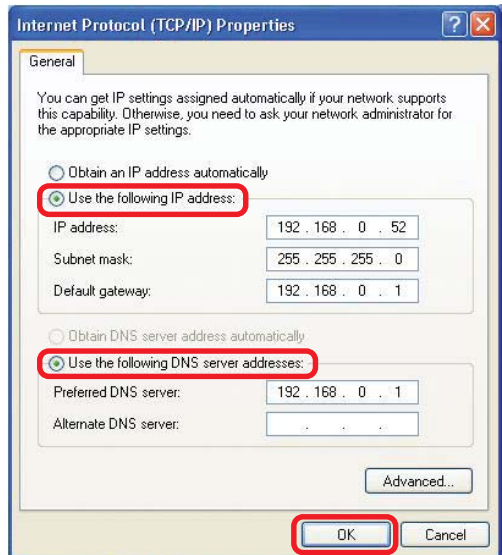 Internet Protocol (TCP/IP) Properties
General
You can get IP settings assigned automatically if your network supports
this capability. Otherwise, you need to ask your network administrator for
the appropriate IP settings.
Obtain an IP address automatically
Use the following IP address:
IP address: 192 . 168 . 0 . 52
Subnet mask: 255 . 255 . 255 . 0
Default gateway: 192 . 168 . 0 . 1
Obtain DNS server address automatically
Use the following DNS server addresses:
Preferred DNS server: 192 . 168 . 0 . 1
Alternate DNS server: . . .
Advanced...
OK Cancel